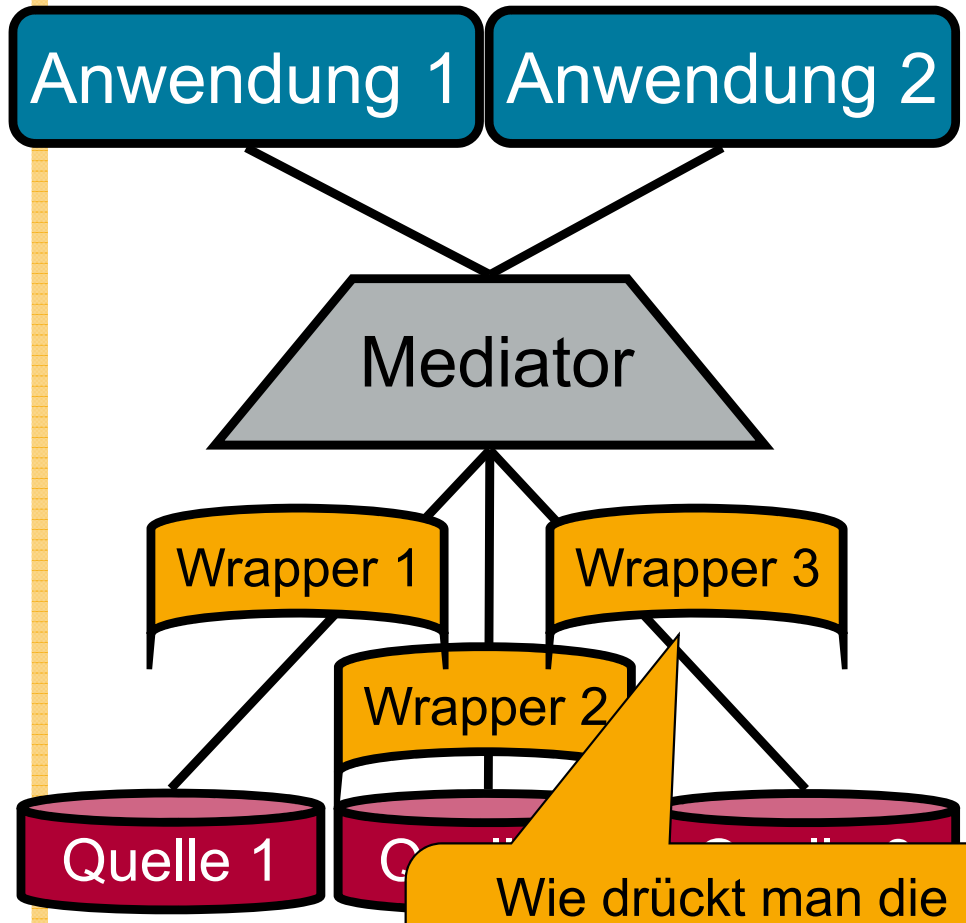 Anwendung 1
Anwendung 2
Mediator
Wrapper 1
Wrapper 3
Wrapper 2
Quelle 1
Wie drückt man die